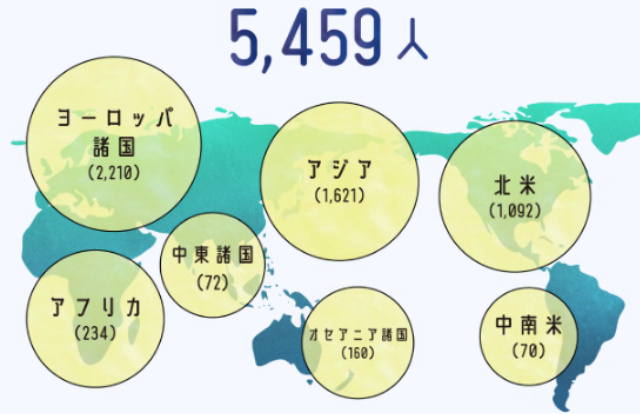 5,459人
ヨーロッパ
諸国
(2,210)
アジア
(1,621)
北米
(1,092)
中東諸国
(72)
アフリカ
(234)
オセアニア諸国
(160)
中南米
(70)